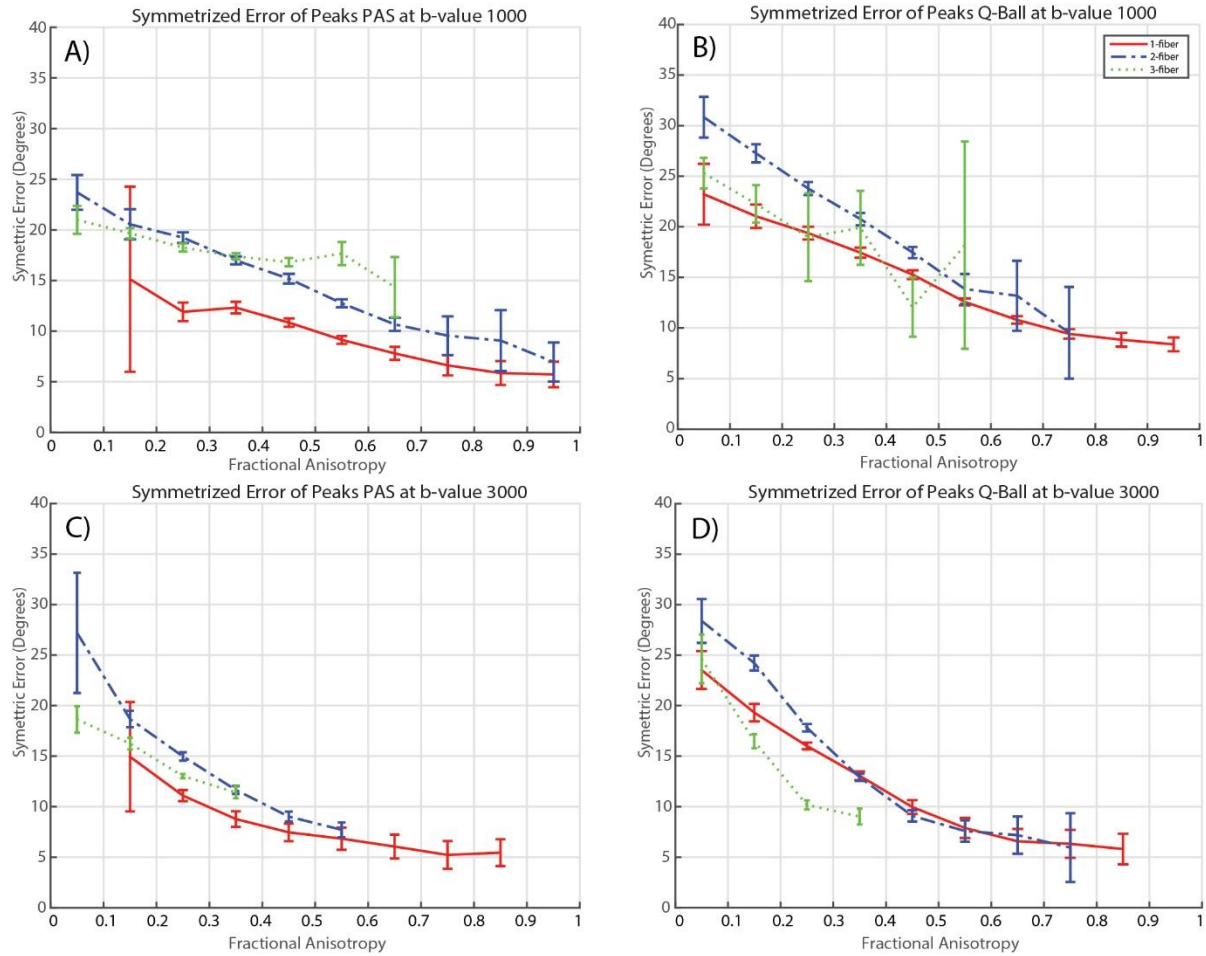 Symmetrized Error of Peaks PAS at b-value 1000
A)
40
35
30
25
20
15
10
5
0
Symettric Error (Degrees)
0 0.1 0.2 0.3 0.4 0.5 0.6 0.7 0.8 0.9 1
Fractional Anisotropy
Symmetrized Error of Peaks Q-Ball at b-value 1000
B)
1-fiber
2-fiber
3-fiber
40
35
30
25
20
15
10
5
0
Symettric Error (Degrees)
0 0.1 0.2 0.3 0.4 0.5 0.6 0.7 0.8 0.9 1
Fractional Anisotropy
Symmetrized Error of Peaks PAS at b-value 3000
C)
40
35
30
25
20
15
10
5
0
Symettric Error (Degrees)
0 0.1 0.2 0.3 0.4 0.5 0.6 0.7 0.8 0.9 1
Fractional Anisotropy
Symmetrized Error of Peaks Q-Ball at b-value 3000
D)
40
35
30
25
20
15
10
5
0
Symettric Error (Degrees)
0 0.1 0.2 0.3 0.4 0.5 0.6 0.7 0.8 0.9 1
Fractional Anisotropy